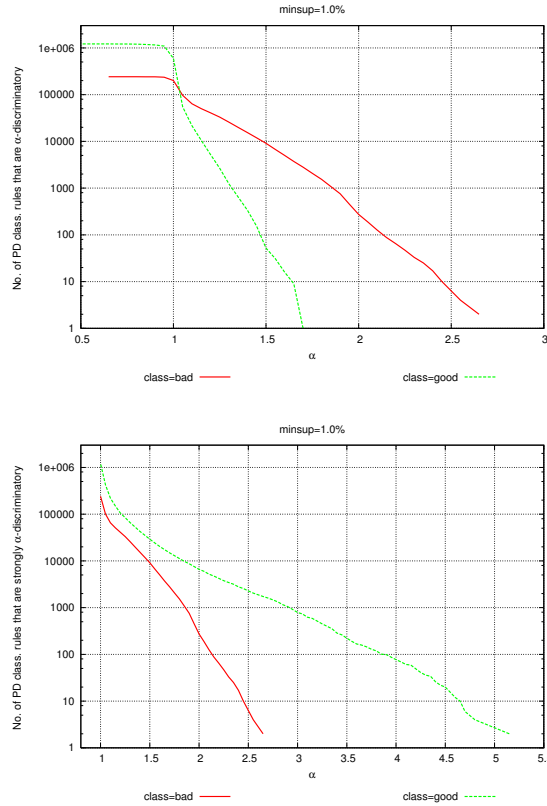 minsup=1.0%
No. of PD class. rules that are α-discriminatory
1e+006
100000
10000
1000
100
10
1
0.5 1 1.5 2 2.5 3
α
class=bad class=good
minsup=1.0%
No. of PD class. rules that are strongly α-discriminatory
1e+006
100000
10000
1000
100
10
1
1 1.5 2 2.5 3 3.5 4 4.5 5 5.
α
class=bad class=good